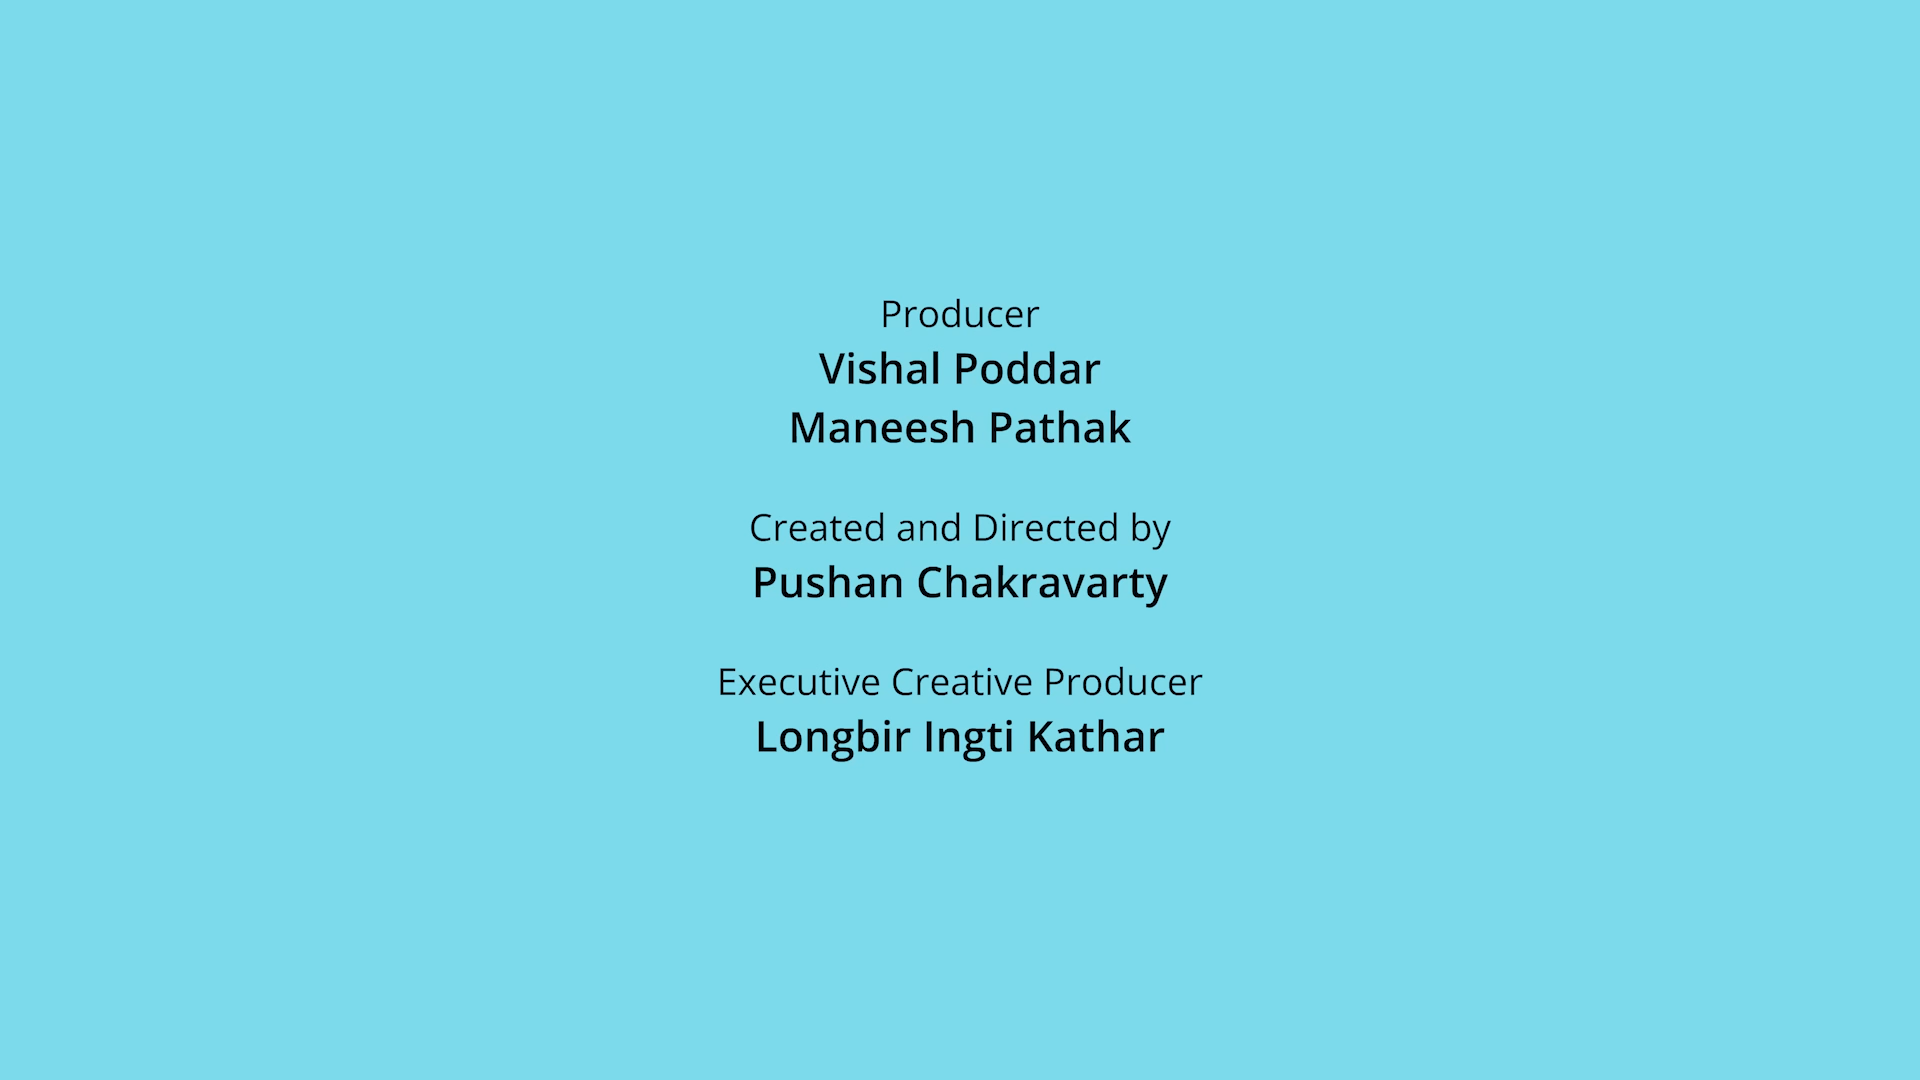 Producer
Vishal Poddar
Maneesh Pathak
Created and Directed by
Pushan Chakravarty
Executive Creative Producer
Longbir Ingti Kathar